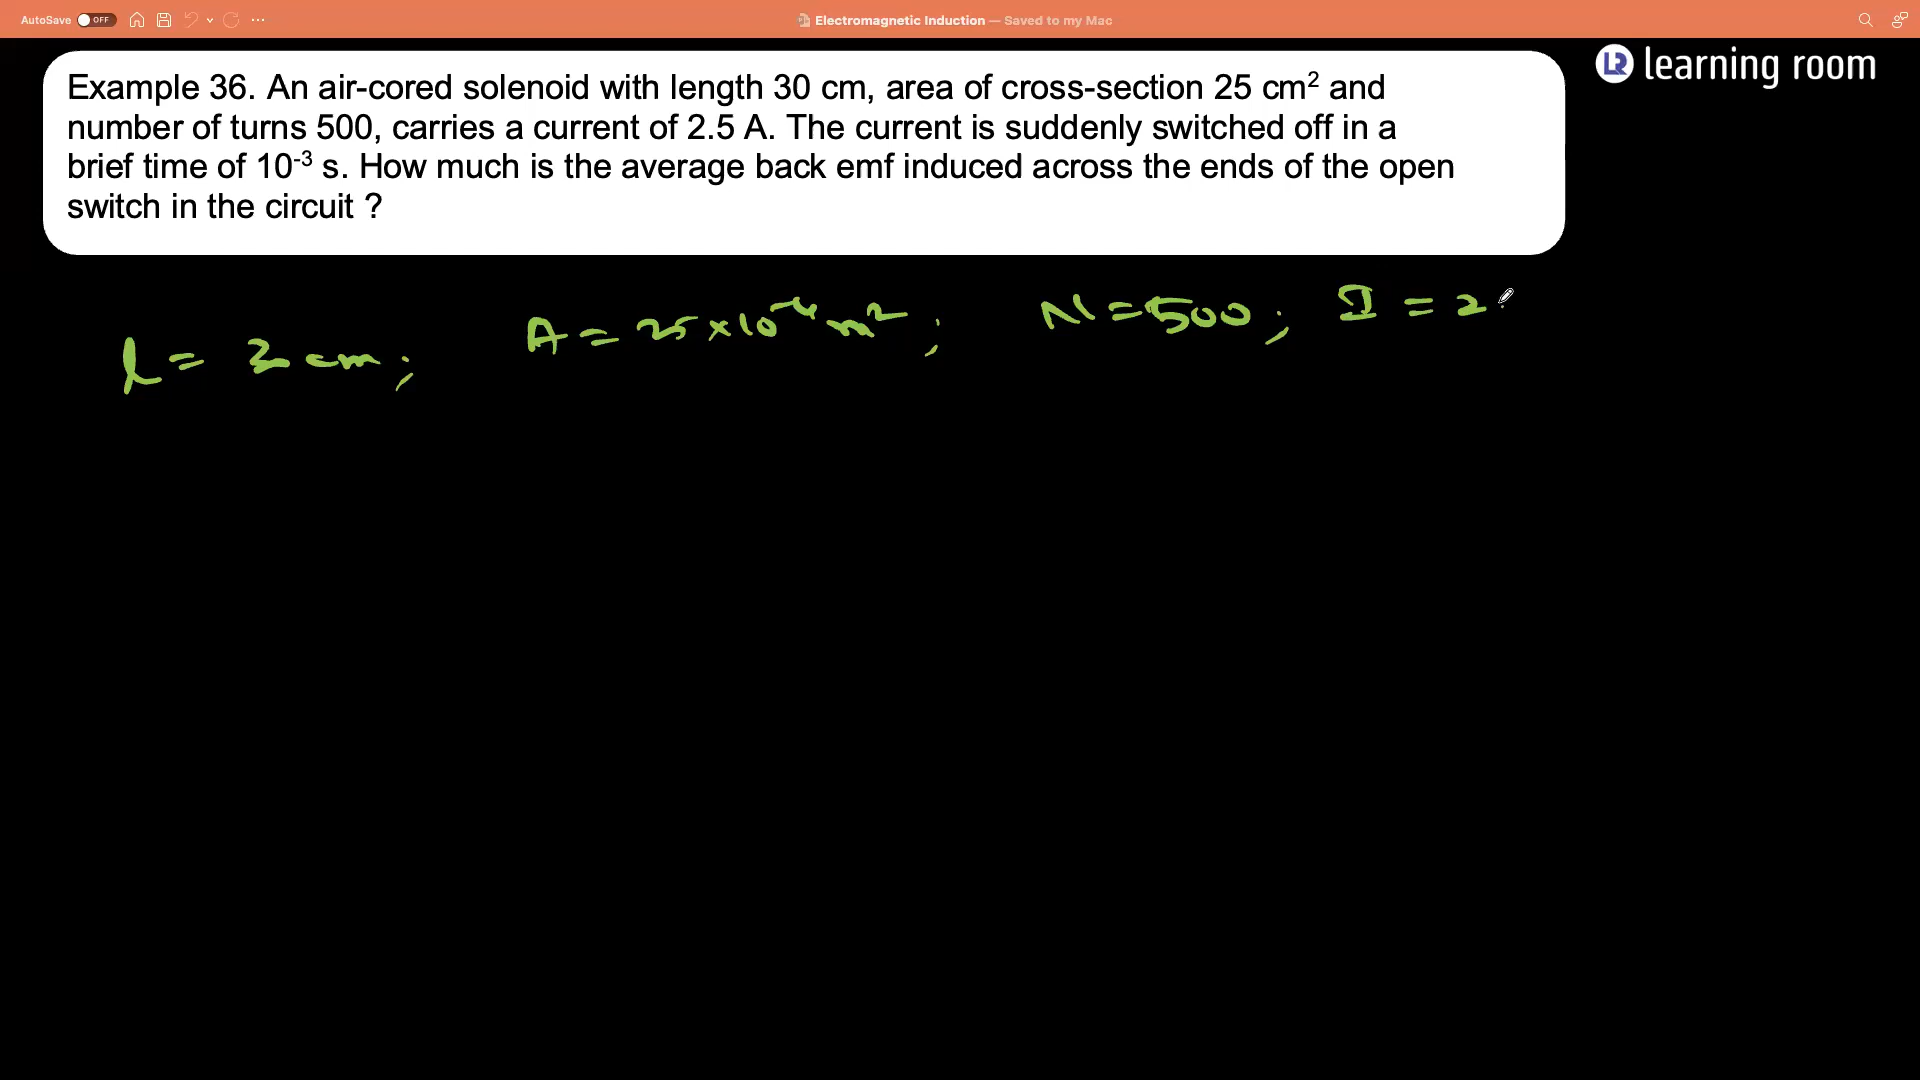 AutoSave OFF Electromagnetic Induction — Saved to my Mac
learning room
Example 36. An air-cored solenoid with length 30 cm, area of cross-section 25 cm² and
number of turns 500, carries a current of 2.5 A. The current is suddenly switched off in a
brief time of 10⁻³ s. How much is the average back emf induced across the ends of the open
switch in the circuit ?
l = 30 cm; A = 25 × 10⁻⁴ m²; N = 500; I = 2.